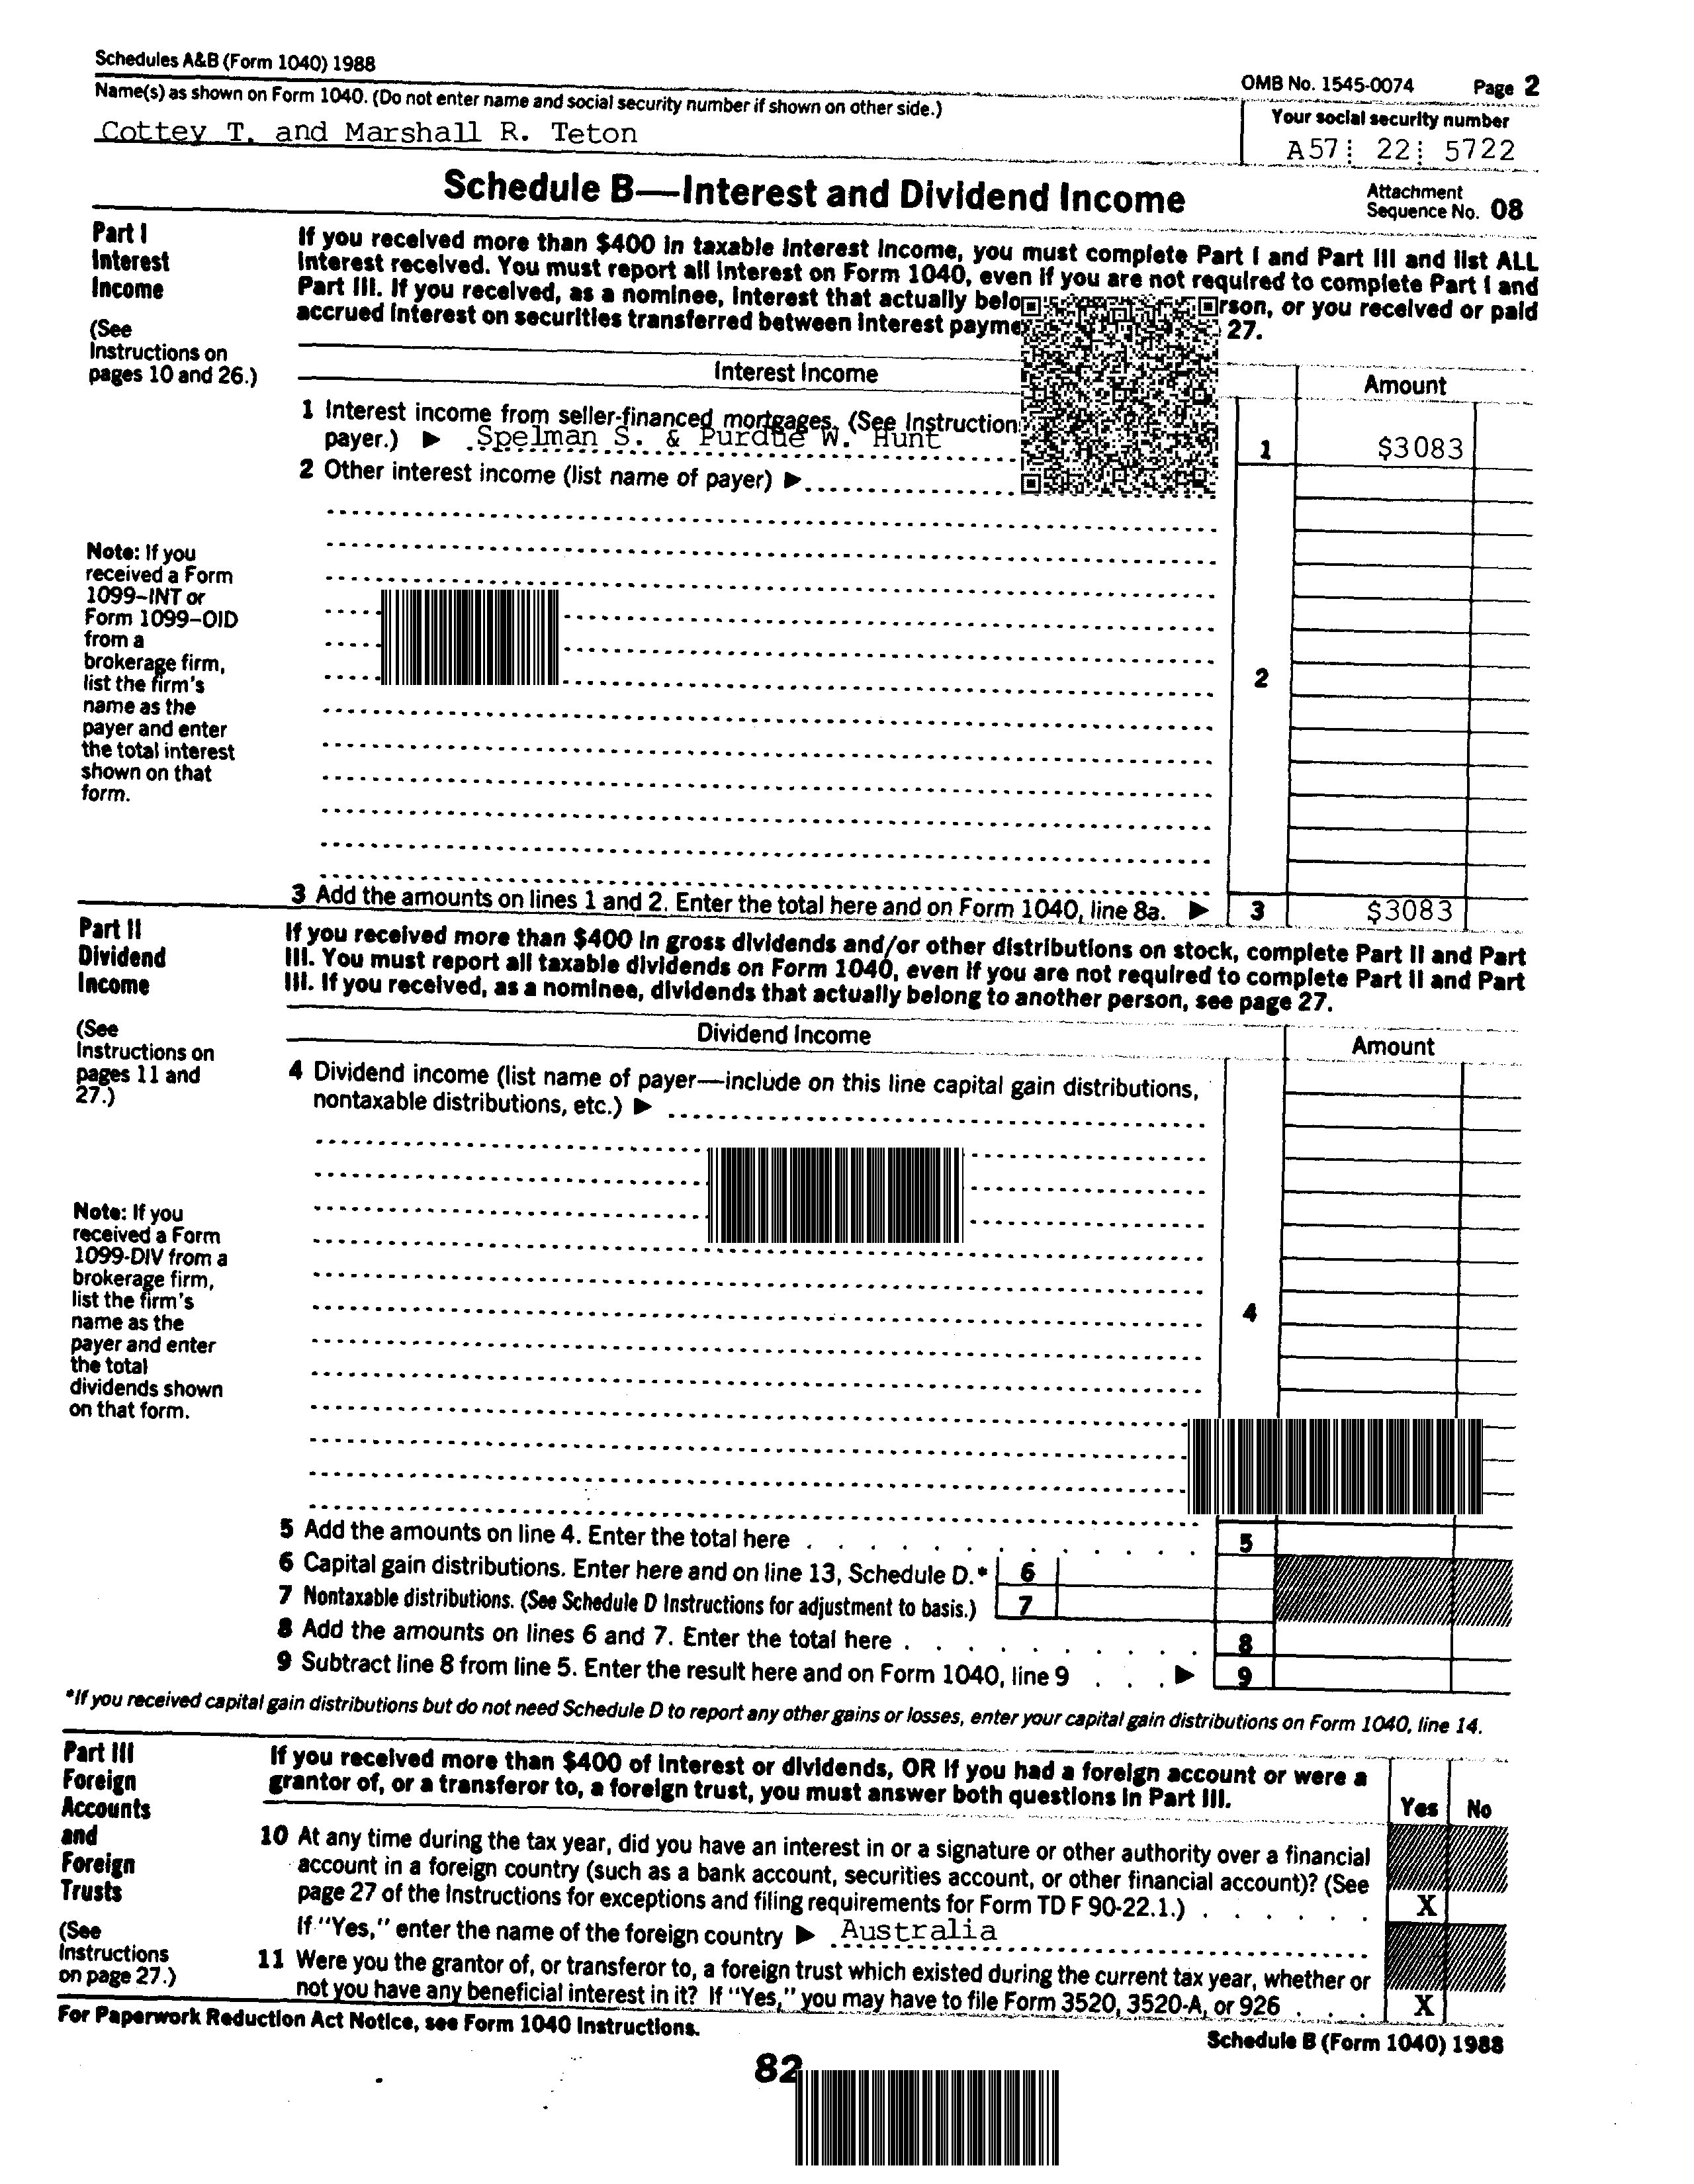 Schedules A&B (Form 1040) 1988
OMB No. 1545-0074 Page 2
Name(s) as shown on Form 1040. (Do not enter name and social security number if shown on other side.)
Your social security number
Cottey T. and Marshall R. Teton
A57 22 5722
Schedule B—Interest and Dividend Income
Attachment
Sequence No. 08
Part I
Interest
Income
(See
Instructions on
pages 10 and 26.)
If you received more than $400 in taxable interest income, you must complete Part I and Part III and list ALL
interest received. You must report all interest on Form 1040, even if you are not required to complete Part I and
Part III. If you received, as a nominee, interest that actually rson, or you received or paid
accrued interest on securities transferred between interest 27.
Interest Income
Amount
1 Interest income from seller-financed mortgages. (See Instruction
payer.) ▶ Spelman S. & Purdue W. Hunt
1 $3083
2 Other interest income (list name of payer) ▶
Note: If you
received a Form
1099–INT or
Form 1099–OID
from a
brokerage firm,
list the firm's
name as the
payer and enter
the total interest
shown on that
form.
2
3 Add the amounts on lines 1 and 2. Enter the total here and on Form 1040, line 8a. ▶ 3 $3083
Part II
Dividend
Income
(See
Instructions on
pages 11 and
27.)
If you received more than $400 in gross dividends and/or other distributions on stock, complete Part II and Part
III. You must report all taxable dividends on Form 1040, even if you are not required to complete Part II and Part
III. If you received, as a nominee, dividends that actually belong to another person, see page 27.
Dividend Income
Amount
4 Dividend income (list name of payer—include on this line capital gain distributions,
nontaxable distributions, etc.) ▶
Note: If you
received a Form
1099-DIV from a
brokerage firm,
list the firm's
name as the
payer and enter
the total
dividends shown
on that form.
4
5 Add the amounts on line 4. Enter the total here . . . . . . . . . . . 5
6 Capital gain distributions. Enter here and on line 13, Schedule D.* 6
7 Nontaxable distributions. (See Schedule D Instructions for adjustment to basis.) 7
8 Add the amounts on lines 6 and 7. Enter the total here . . . . . . . . . . 8
9 Subtract line 8 from line 5. Enter the result here and on Form 1040, line 9 . . . ▶ 9
*If you received capital gain distributions but do not need Schedule D to report any other gains or losses, enter your capital gain distributions on Form 1040, line 14.
Part III
Foreign
Accounts
and
Foreign
Trusts
(See
Instructions
on page 27.)
If you received more than $400 of interest or dividends, OR if you had a foreign account or were a
grantor of, or a transferor to, a foreign trust, you must answer both questions in Part III.
Yes No
10 At any time during the tax year, did you have an interest in or a signature or other authority over a financial
account in a foreign country (such as a bank account, securities account, or other financial account)? (See
page 27 of the Instructions for exceptions and filing requirements for Form TD F 90-22.1.) . . . . . . X
If "Yes," enter the name of the foreign country ▶ Australia
11 Were you the grantor of, or transferor to, a foreign trust which existed during the current tax year, whether or
not you have any beneficial interest in it? If "Yes," you may have to file Form 3520, 3520-A, or 926 . . . X
For Paperwork Reduction Act Notice, see Form 1040 Instructions.
Schedule B (Form 1040) 1988
82